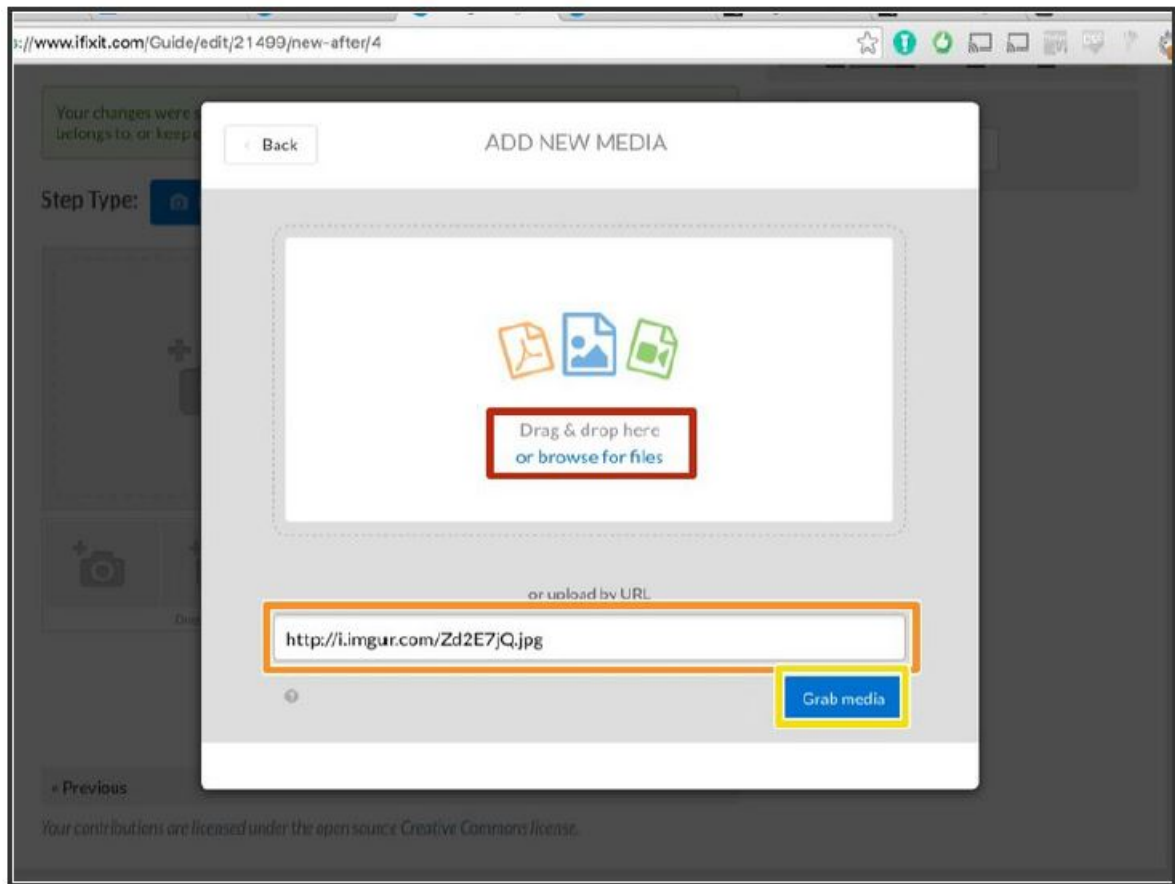 ://www.ifixit.com/Guide/edit/21499/new-after/4
Your changes were
belongs to, or keep
Back
ADD NEW MEDIA
Step Type:
Drag & drop here
or browse for files
or upload by URL
http://i.imgur.com/Zd2E7jQ.jpg
Grab media
« Previous
Your contributions are licensed under the open source Creative Commons license.